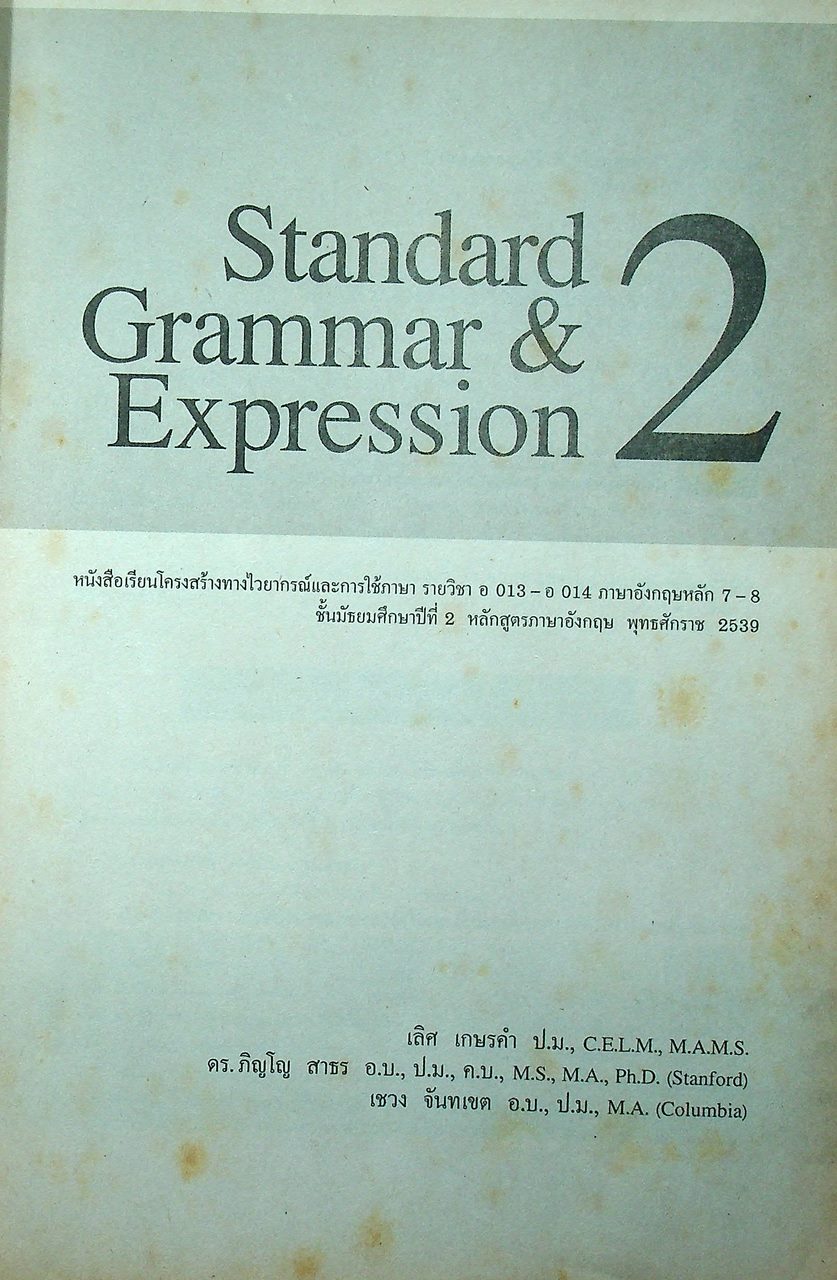 Standard
Grammar &
Expression 2
หนังสือเรียนโครงสร้างทางไวยากรณ์และการใช้ภาษา รายวิชา อ 013 – อ 014 ภาษาอังกฤษหลัก 7 – 8
ชั้นมัธยมศึกษาปีที่ 2 หลักสูตรภาษาอังกฤษ พุทธศักราช 2539
เลิศ เกษรคำ ป.ม., C.E.L.M., M.A.M.S.
ดร. ภิญโญ สาธร อ.บ., ป.ม., ค.บ., M.S., M.A., Ph.D. (Stanford)
เชวง จันทเขต อ.บ., ป.ม., M.A. (Columbia)